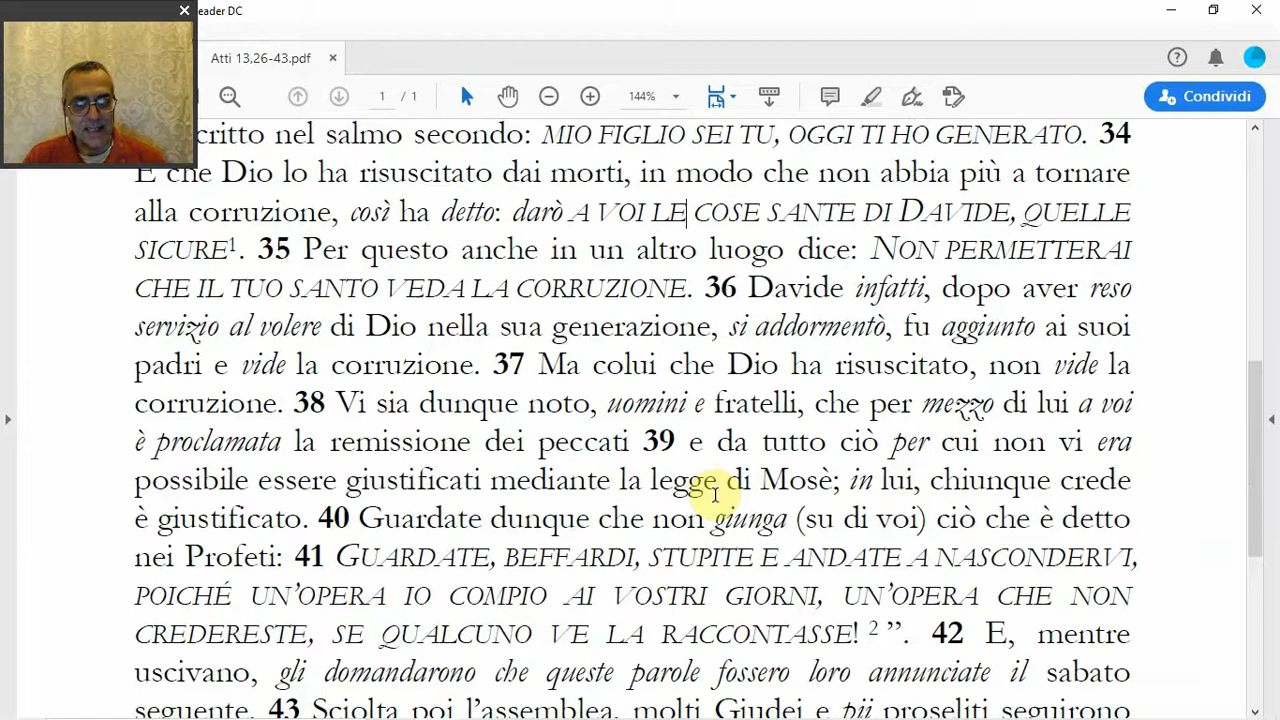 eader DC
Atti 13,26-43.pdf
1 / 1
144%
Condividi
critto nel salmo secondo: MIO FIGLIO SEI TU, OGGI TI HO GENERATO. 34
E che Dio lo ha risuscitato dai morti, in modo che non abbia più a tornare
alla corruzione, così ha detto: darò A VOI LE COSE SANTE DI DAVIDE, QUELLE
SICURE1. 35 Per questo anche in un altro luogo dice: NON PERMETTERAI
CHE IL TUO SANTO VEDA LA CORRUZIONE. 36 Davide infatti, dopo aver reso
servizio al volere di Dio nella sua generazione, si addormentò, fu aggiunto ai suoi
padri e vide la corruzione. 37 Ma colui che Dio ha risuscitato, non vide la
corruzione. 38 Vi sia dunque noto, uomini e fratelli, che per mezzo di lui a voi
è proclamata la remissione dei peccati 39 e da tutto ciò per cui non vi era
possibile essere giustificati mediante la legge di Mosè; in lui, chiunque crede
è giustificato. 40 Guardate dunque che non giunga (su di voi) ciò che è detto
nei Profeti: 41 GUARDATE, BEFFARDI, STUPITE E ANDATE A NASCONDERVI,
POICHÉ UN'OPERA IO COMPIO AI VOSTRI GIORNI, UN'OPERA CHE NON
CREDERESTE, SE QUALCUNO VE LA RACCONTASSE! 2 ”. 42 E, mentre
uscivano, gli domandarono che queste parole fossero loro annunciate il sabato
seguente. 43 Sciolta poi l'assemblea, molti Giudei e pii proseliti seguirono